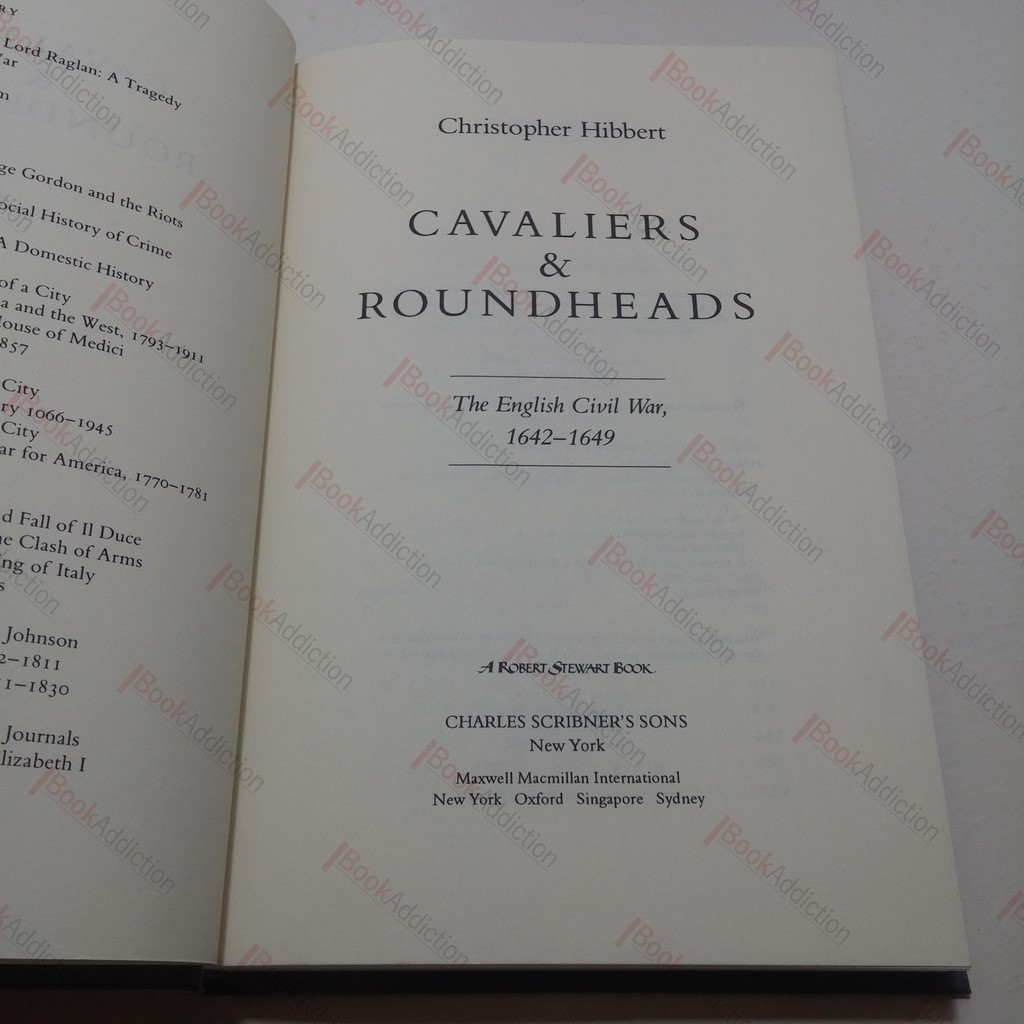 RY
Lord Raglan: A Tragedy
ar
n
ge Gordon and the Riots
ocial History of Crime
A Domestic History
of a City
a and the West, 1793–1911
ouse of Medici
857
City
ry 1066–1945
City
ar for America, 1770–1781
d Fall of Il Duce
e Clash of Arms
ng of Italy
s
Johnson
2–1811
11–1830
Journals
lizabeth I
Christopher Hibbert
CAVALIERS
&
ROUNDHEADS
The English Civil War,
1642–1649
A ROBERT STEWART BOOK
CHARLES SCRIBNER'S SONS
New York
Maxwell Macmillan International
New York Oxford Singapore Sydney
BookAddiction